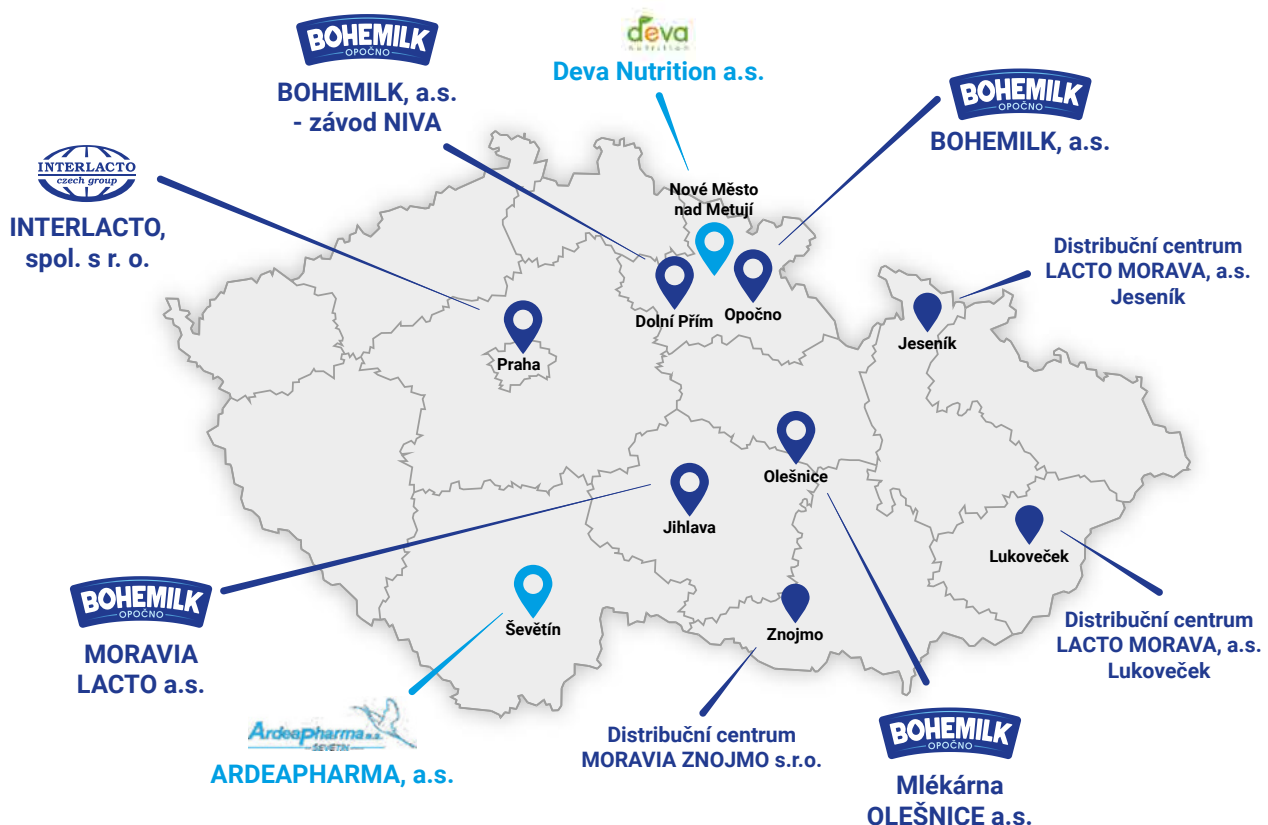 BOHEMILK
OPOČNO
BOHEMILK, a.s.
- závod NIVA
deva
nutrition
Deva Nutrition a.s.
BOHEMILK
OPOČNO
BOHEMILK, a.s.
INTERLACTO
czech group
INTERLACTO,
spol. s r. o.
Nové Město
nad Metují
Distribuční centrum
LACTO MORAVA, a.s.
Jeseník
Dolní Přím
Opočno
Jeseník
Praha
Olešnice
Jihlava
Lukoveček
Ševětín
Znojmo
BOHEMILK
OPOČNO
MORAVIA
LACTO a.s.
Distribuční centrum
LACTO MORAVA, a.s.
Lukoveček
Ardeapharma a.s.
ŠEVĚTÍN
ARDEAPHARMA, a.s.
Distribuční centrum
MORAVIA ZNOJMO s.r.o.
BOHEMILK
OPOČNO
Mlékárna
OLEŠNICE a.s.